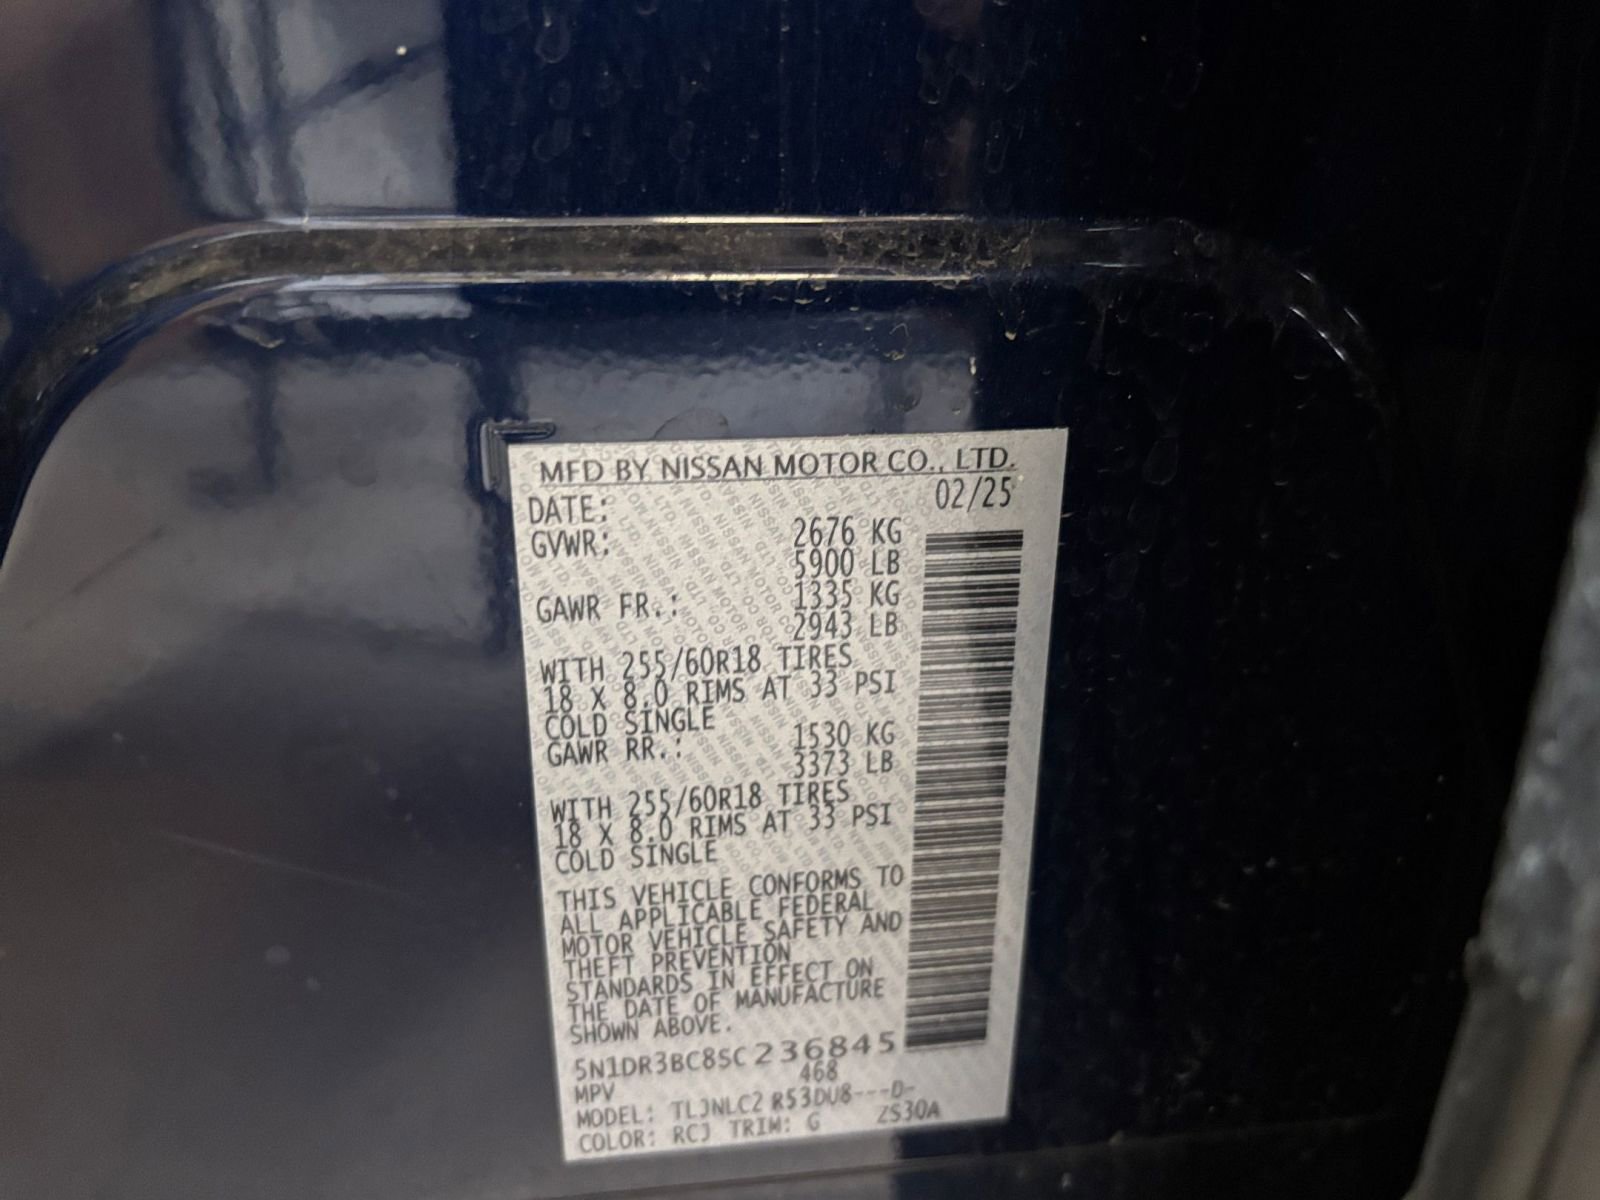 MFD BY NISSAN MOTOR CO., LTD.
DATE: 02/25
GVWR: 2676 KG
5900 LB
GAWR FR.: 1335 KG
2943 LB
WITH 255/60R18 TIRES
18 X 8.0 RIMS AT 33 PSI
COLD SINGLE
GAWR RR.: 1530 KG
3373 LB
WITH 255/60R18 TIRES
18 X 8.0 RIMS AT 33 PSI
COLD SINGLE
THIS VEHICLE CONFORMS TO
ALL APPLICABLE FEDERAL
MOTOR VEHICLE SAFETY AND
THEFT PREVENTION
STANDARDS IN EFFECT ON
THE DATE OF MANUFACTURE
SHOWN ABOVE.
5N1DR3BC8SC236845
MPV 468
MODEL: TLJNLC2 R53DU8---D-
COLOR: RCJ TRIM: G ZS30A